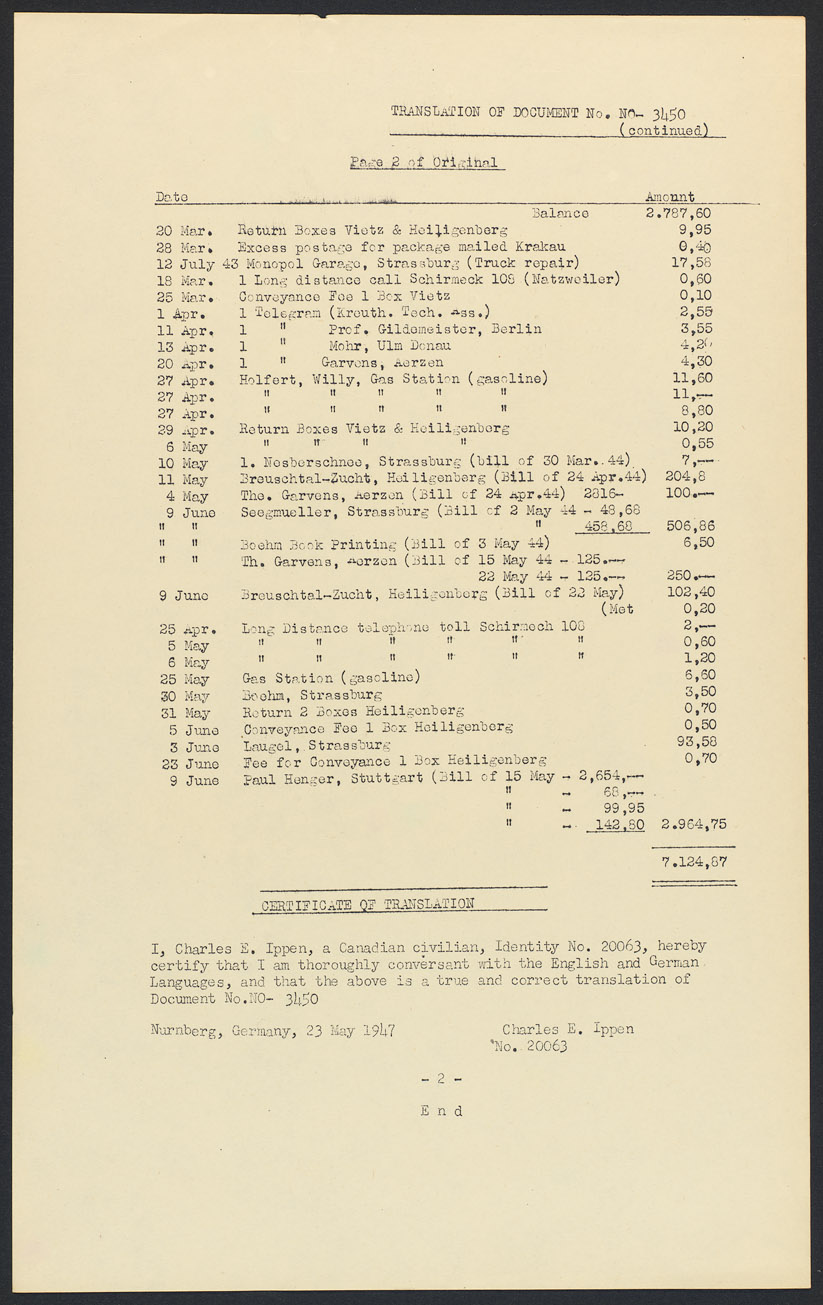 TRANSLATION OF DOCUMENT No. NO- 3450
(continued)
Page 2 of Original
Date Amount
Balance 2.787,60
20 Mar. Return Boxes Vietz & Heiligenberg 9,95
28 Mar. Excess postage for package mailed Krakau 0,40
12 July 43 Monopol Garage, Strassburg (Truck repair) 17,58
18 Mar. 1 Long distance call Schirmeck 108 (Natzweiler) 0,60
25 Mar. Conveyance Fee 1 Box Vietz 0,10
1 Apr. 1 Telegram (Kreuth. Tech. Ass.) 2,55
11 Apr. 1 " Prof. Gildemeister, Berlin 3,55
13 Apr. 1 " Mohr, Ulm Donau
20 Apr. 1 " Garvens, Aerzen 4,30
27 Apr. Holfert, Willy, Gas Station (gasoline) 11,60
27 Apr. " " " " " 11,--
27 Apr. " " " " " 8,80
29 Apr. Return Boxes Vietz & Heiligenberg 10,20
6 May " " " " 0,55
10 May 1. Nesberschnee, Strassburg (bill of 30 Mar. 44) 7,--
11 May Breuschtal-Zucht, Heiligenberg (Bill of 24 Apr.44) 204,8
4 May The. Garvens, Aerzen (Bill of 24 Apr.44) 2816- 100.--
9 June Seegmueller, Strassburg (Bill of 2 May 44 - 48,68
" " " 458,68 506,86
" " Boehm Book Printing (Bill of 3 May 44) 6,50
" " Th. Garvens, Aerzen (Bill of 15 May 44 - 125.--
22 May 44 - 125.-- 250.--
9 June Breuschtal-Zucht, Heiligenberg (Bill of 22 May) 102,40
(Met 0,20
25 Apr. Long Distance telephone toll Schirmech 108 2,--
5 May " " " " " " 0,60
6 May " " " " " " 1,20
25 May Gas Station (gasoline) 6,60
30 May Boehm, Strassburg 3,50
31 May Return 2 Boxes Heiligenberg 0,70
5 June Conveyance Fee 1 Box Heiligenberg 0,50
3 June Laugel, Strassburg 93,58
23 June Fee for Conveyance 1 Box Heiligenberg 0,70
9 June Paul Henger, Stuttgart (Bill of 15 May - 2,654,--
" - 68,--
" - 99,95
" - 142,80 2.964,75
7.124,87
CERTIFICATE OF TRANSLATION
I, Charles E. Ippen, a Canadian civilian, Identity No. 20063, hereby
certify that I am thoroughly conversant with the English and German
Languages, and that the above is a true and correct translation of
Document No.NO- 3450
Nurnberg, Germany, 23 May 1947 Charles E. Ippen
No. 20063
- 2 -
E n d